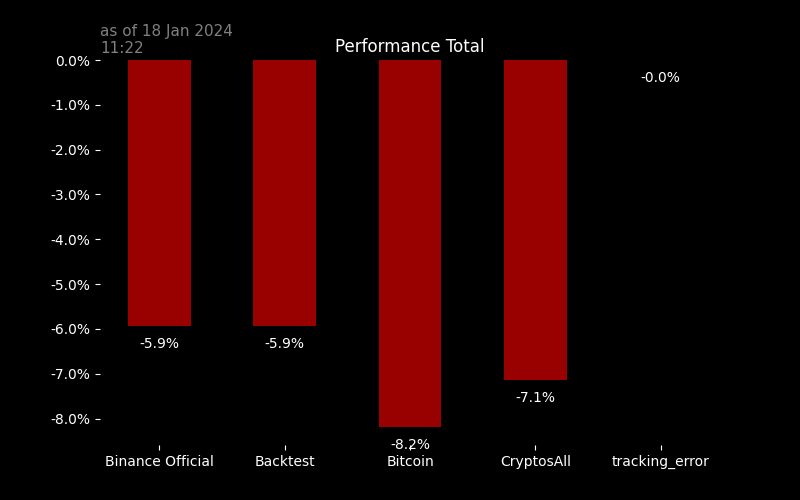 as of 18 Jan 2024
11:22
Performance Total
0.0%
-1.0%
-2.0%
-3.0%
-4.0%
-5.0%
-6.0%
-7.0%
-8.0%
-5.9%
-5.9%
-8.2%
-7.1%
-0.0%
Binance Official
Backtest
Bitcoin
CryptosAll
tracking_error